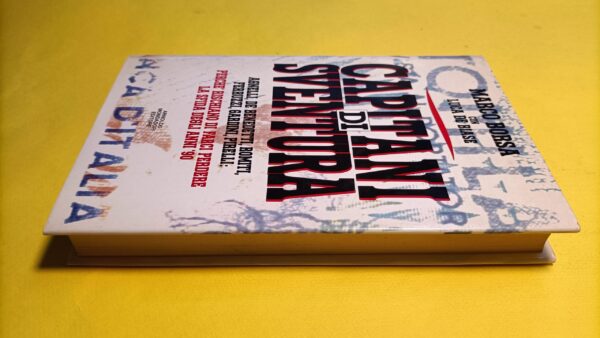 MARCO BORSA
con
LUCA DE BIASE
CAPITANI
DI
SVENTURA
AGNELLI, DE BENEDETTI, ROMITI,
FERRUZZI, GARDINI, PIRELLI:
PERCHÉ RISCHIANO DI FARCI PERDERE
LA SFIDA DEGLI ANNI '90
ACA D'ITALIA